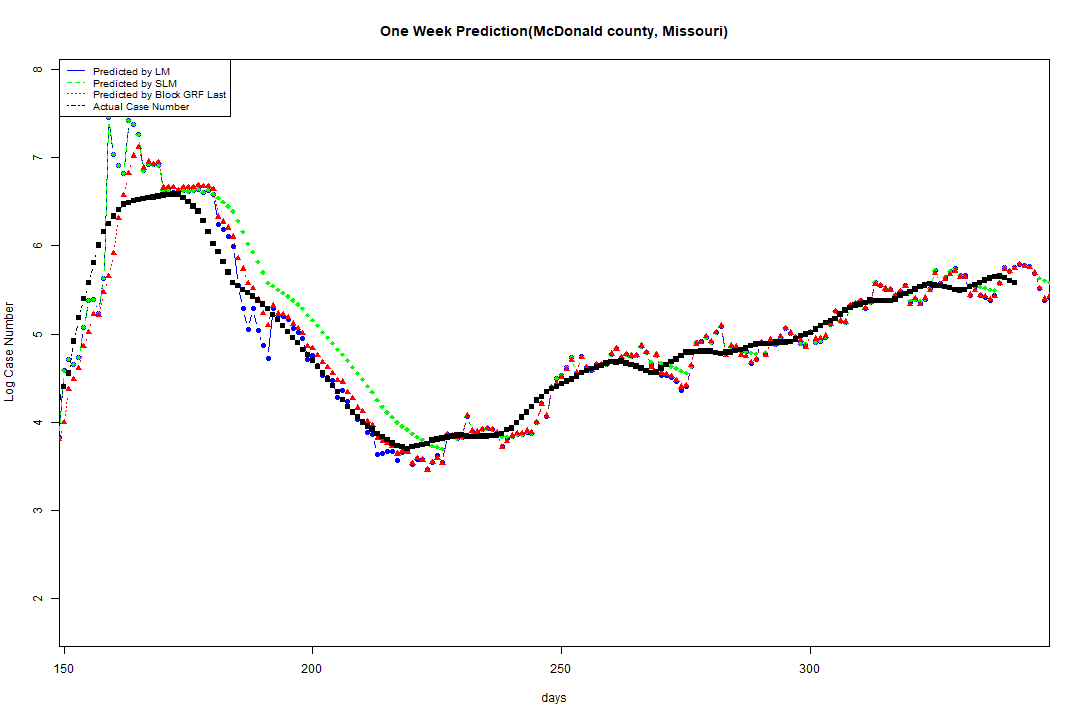 One Week Prediction(McDonald county, Missouri)
Predicted by LM
Predicted by SLM
Predicted by Block GRF Last
Actual Case Number
8
7
6
5
4
3
2
Log Case Number
150 200 250 300
days